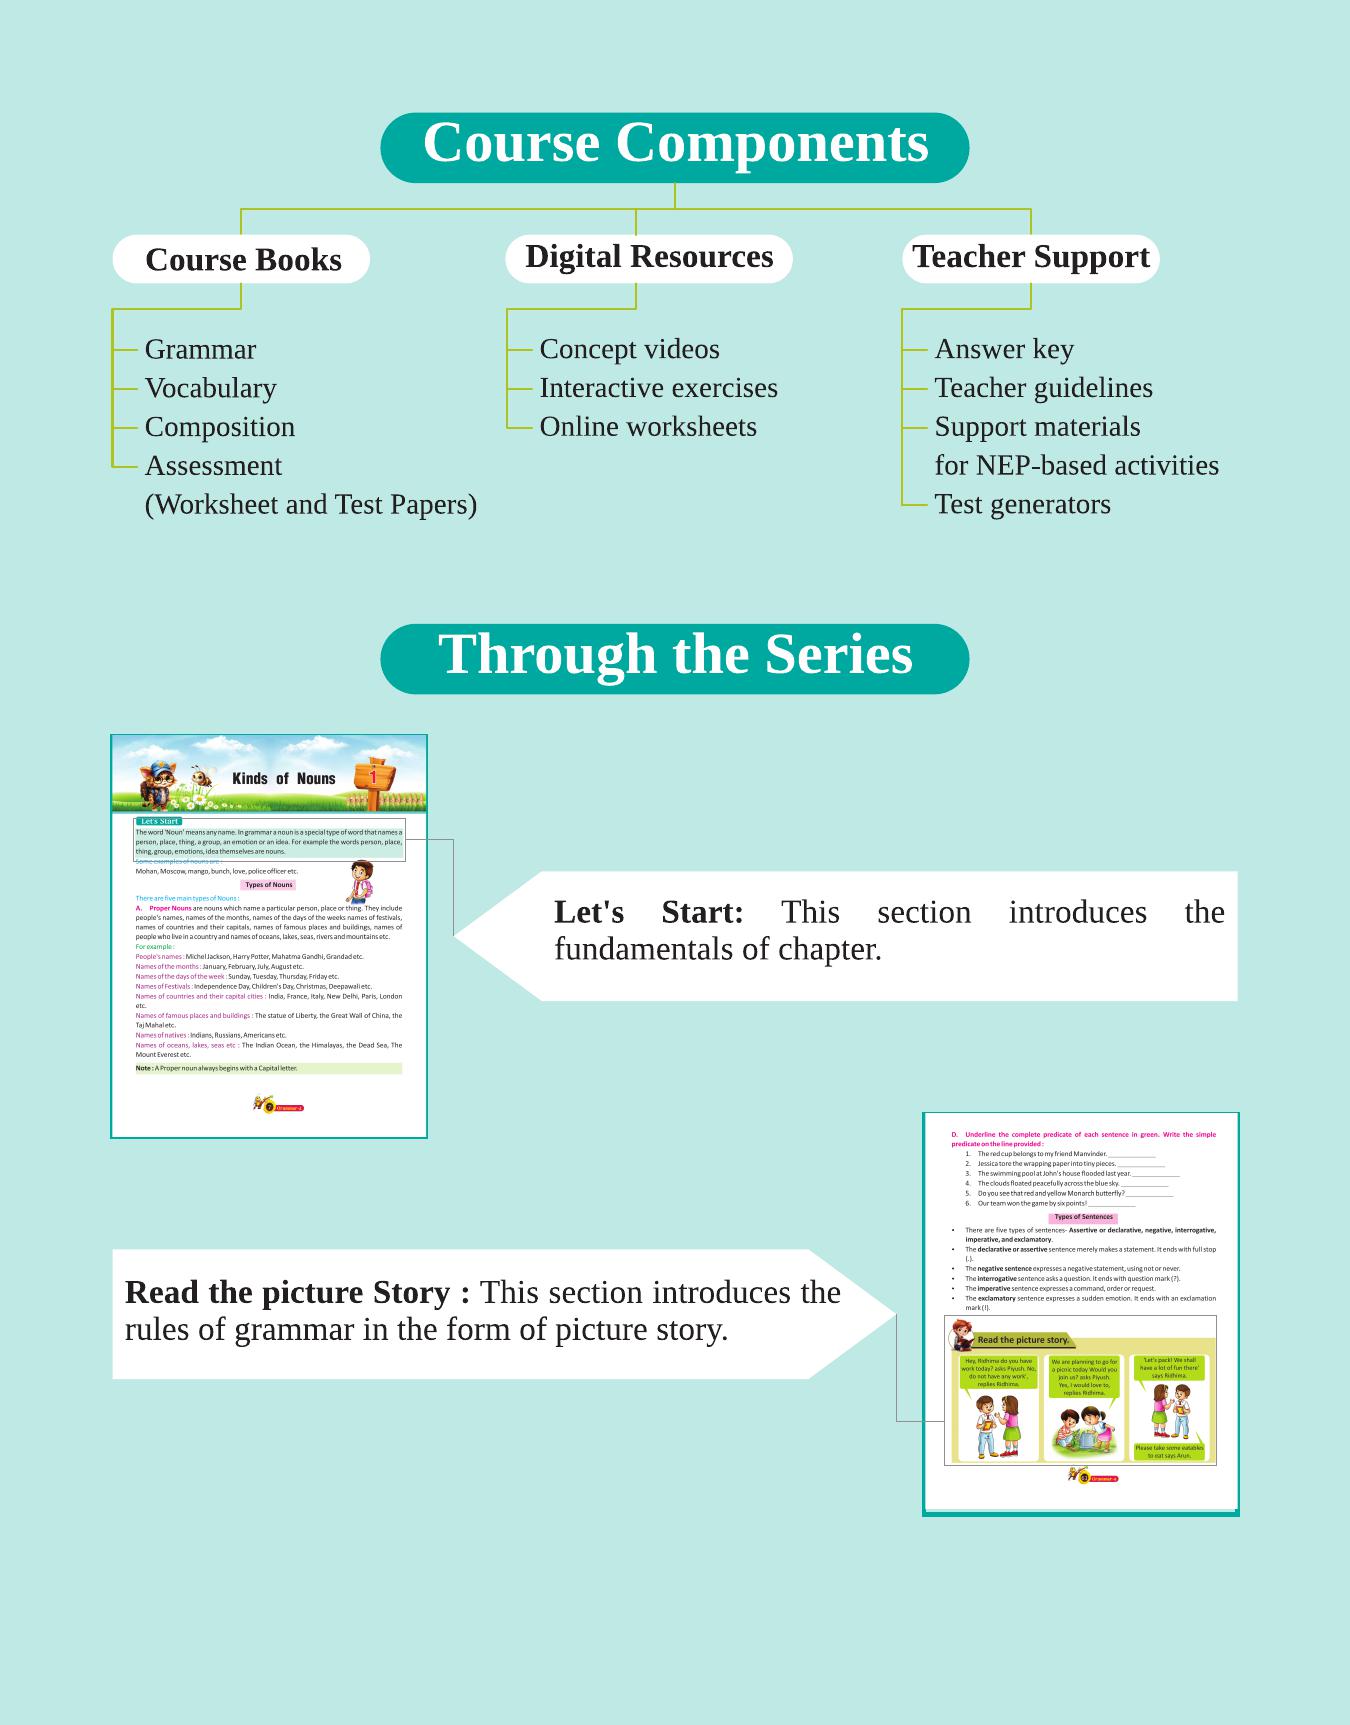 Course Components
Course Books
Digital Resources
Teacher Support
Grammar
Vocabulary
Composition
Assessment
(Worksheet and Test Papers)
Concept videos
Interactive exercises
Online worksheets
Answer key
Teacher guidelines
Support materials
for NEP-based activities
Test generators
Through the Series
Kinds of Nouns
1
Let's Start
The word 'Noun' means any name. In grammar a noun is a special type of word that names a
person, place, thing, a group, an emotion or an idea. For example the words person, place,
thing, group, emotions, idea themselves are nouns.
Some examples of nouns are :
Mohan, Moscow, mango, bunch, love, police officer etc.
Types of Nouns
There are five main types of Nouns :
A. Proper Nouns are nouns which name a particular person, place or thing. They include
people's names, names of the months, names of the days of the weeks names of festivals,
names of countries and their capitals, names of famous places and buildings, names of
people who live in a country and names of oceans, lakes, seas, rivers and mountains etc.
For example :
People's names : Michel Jackson, Harry Potter, Mahatma Gandhi, Grandad etc.
Names of the months : January, February, July, August etc.
Names of the days of the week : Sunday, Tuesday, Thursday, Friday etc.
Names of Festivals : Independence Day, Children's Day, Christmas, Deepawali etc.
Names of countries and their capital cities : India, France, Italy, New Delhi, Paris, London
etc.
Names of famous places and buildings : The statue of Liberty, the Great Wall of China, the
Taj Mahal etc.
Names of natives : Indians, Russians, Americans etc.
Names of oceans, lakes, seas etc : The Indian Ocean, the Himalayas, the Dead Sea, The
Mount Everest etc.
Note : A Proper noun always begins with a Capital letter.
7
Let's Start: This section introduces the
fundamentals of chapter.
D. Underline the complete predicate of each sentence in green. Write the simple
predicate on the line provided :
1. The red cup belongs to my friend Manvinder. ____________
2. Jessica tore the wrapping paper into tiny pieces. ____________
3. The swimming pool at John's house flooded last year. ____________
4. The clouds floated peacefully across the blue sky. ____________
5. Do you see that red and yellow Monarch butterfly? ____________
6. Our team won the game by six points! ____________
Types of Sentences
• There are five types of sentences- Assertive or declarative, negative, interrogative,
imperative, and exclamatory.
• The declarative or assertive sentence merely makes a statement. It ends with full stop
(.).
• The negative sentence expresses a negative statement, using not or never.
• The interrogative sentence asks a question. It ends with question mark (?).
• The imperative sentence expresses a command, order or request.
• The exclamatory sentence expresses a sudden emotion. It ends with an exclamation
mark (!).
Read the picture story.
Hey, Ridhima do you have
work today? asks Piyush. No,
do not have any work',
replies Ridhima.
We are planning to go for
a picnic today Would you
join us? asks Piyush.
Yes, I would love to,
replies Ridhima.
'Let's pack! We shall
have a lot of fun there'
says Ridhima.
Please take some eatables
to eat says Arun.
Read the picture Story : This section introduces the
rules of grammar in the form of picture story.